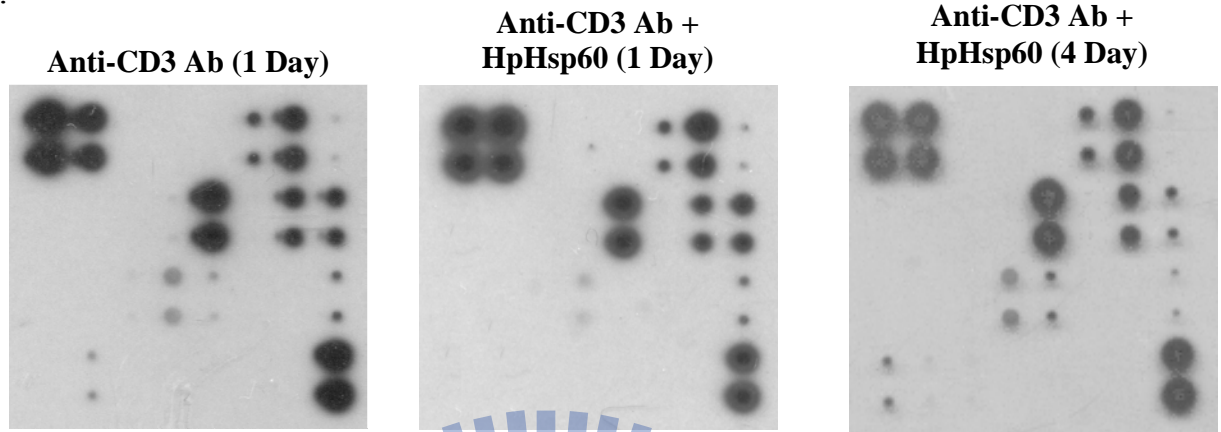 Anti-CD3 Ab (1 Day)
Anti-CD3 Ab +
HpHsp60 (1 Day)
Anti-CD3 Ab +
HpHsp60 (4 Day)